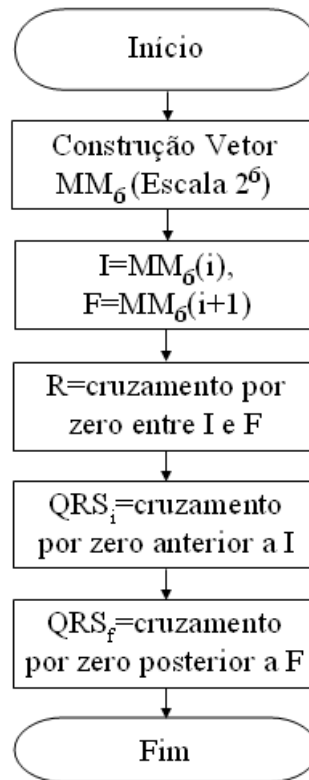 Início
Construção Vetor
MM₆(Escala 2⁶)
I=MM₆(i),
F=MM₆(i+1)
R=cruzamento por
zero entre I e F
QRSᵢ=cruzamento
por zero anterior a I
QRS_f=cruzamento
por zero posterior a F
Fim